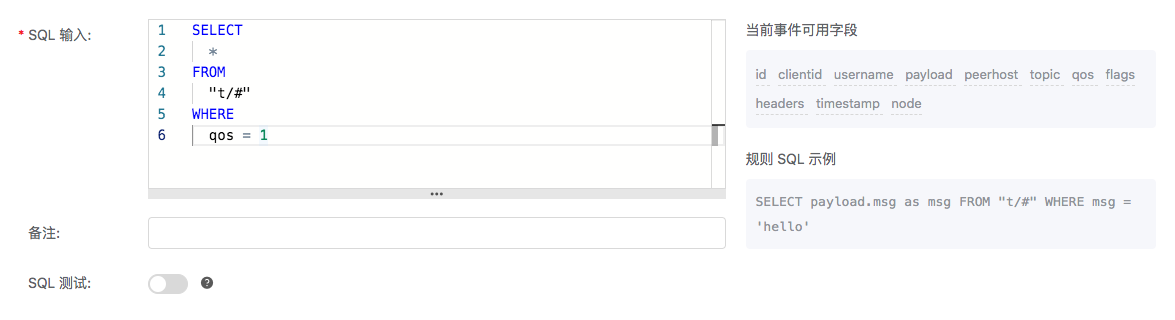 * SQL 输入:
1 SELECT
2 *
3 FROM
4 "t/#"
5 WHERE
6 qos = 1
备注:
SQL 测试:
?
当前事件可用字段
id clientid username payload peerhost topic qos flags
headers timestamp node
规则 SQL 示例
SELECT payload.msg as msg FROM "t/#" WHERE msg =
'hello'